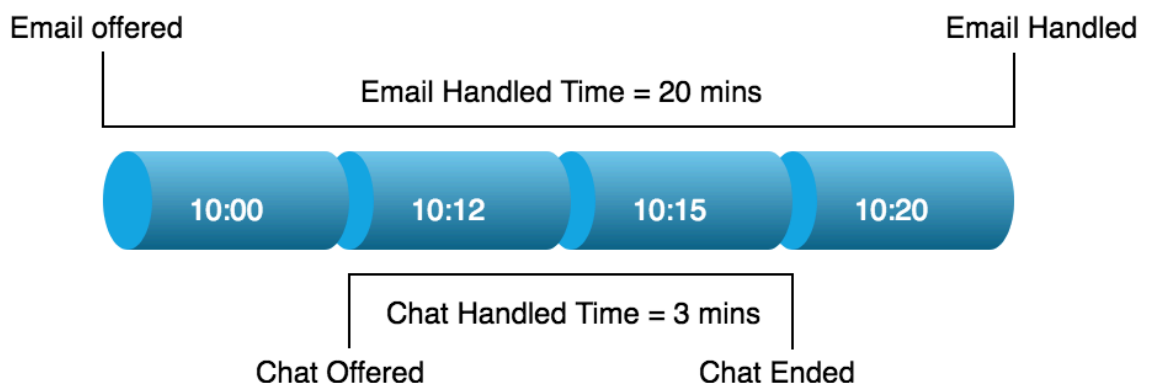 Email offered
Email Handled
Email Handled Time = 20 mins
10:00
10:12
10:15
10:20
Chat Handled Time = 3 mins
Chat Offered
Chat Ended